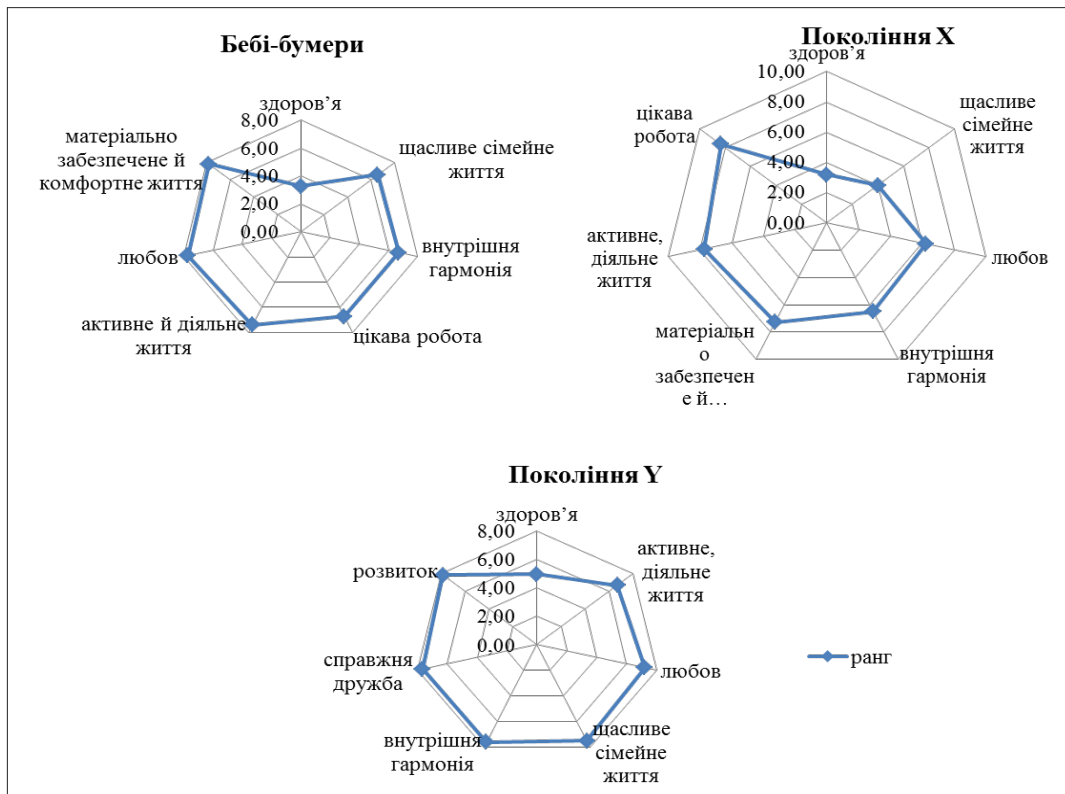 Бебі-бумери
здоров’я
8,00
6,00
4,00
2,00
0,00
щасливе сімейне
життя
внутрішня
гармонія
цікава робота
активне й діяльне
життя
любов
матеріально
забезпечене й
комфортне життя
Покоління X
здоров’я
10,00
8,00
6,00
4,00
2,00
0,00
щасливе
сімейне
життя
любов
внутрішня
гармонія
матеріальн
о
забезпечен
е й…
активне,
діяльне
життя
цікава
робота
Покоління Y
здоров’я
8,00
6,00
4,00
2,00
0,00
активне,
діяльне
життя
любов
щасливе
сімейне
життя
внутрішня
гармонія
справжня
дружба
розвиток
ранг